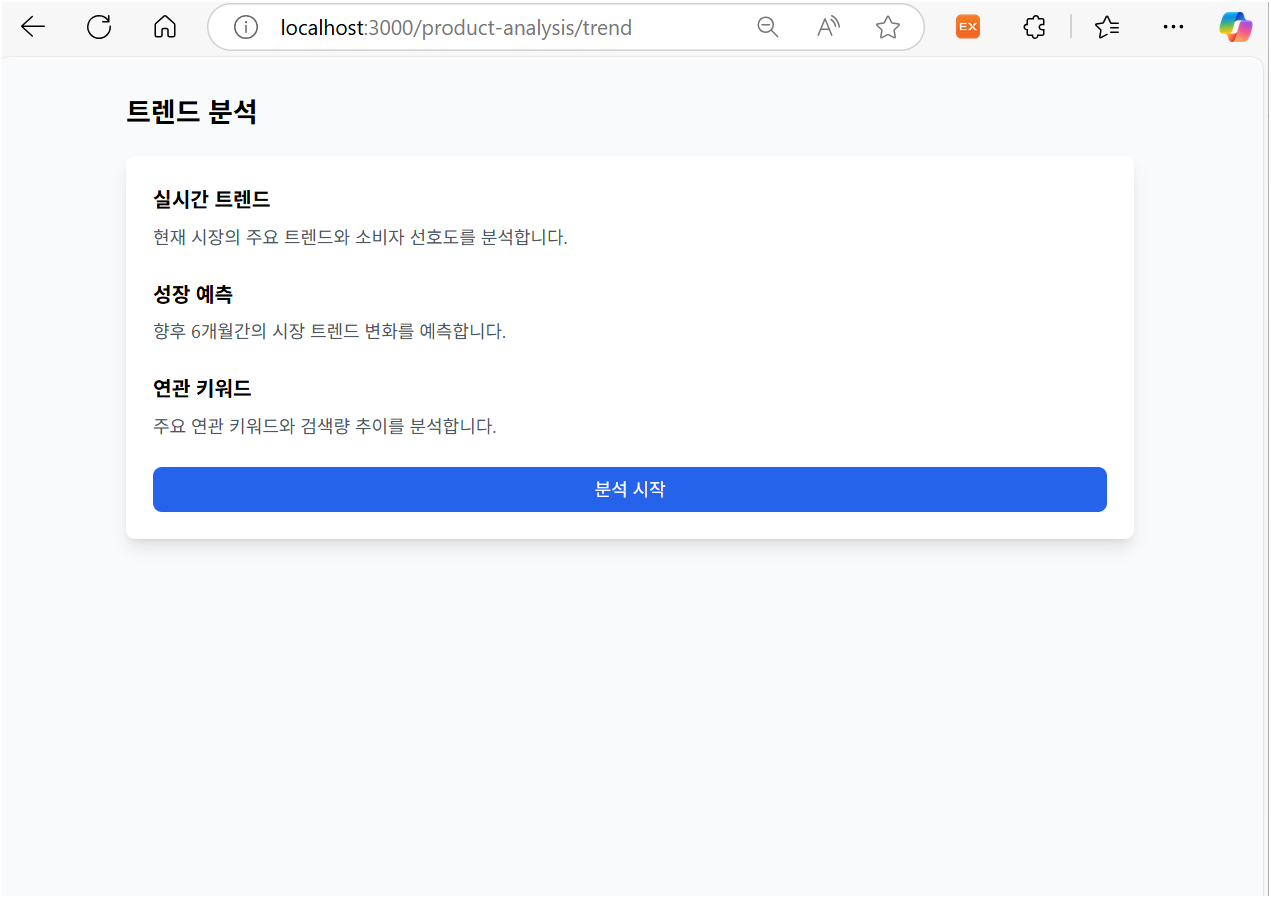 localhost:3000/product-analysis/trend
A
EX
트렌드 분석
실시간 트렌드
현재 시장의 주요 트렌드와 소비자 선호도를 분석합니다.
성장 예측
향후 6개월간의 시장 트렌드 변화를 예측합니다.
연관 키워드
주요 연관 키워드와 검색량 추이를 분석합니다.
분석 시작